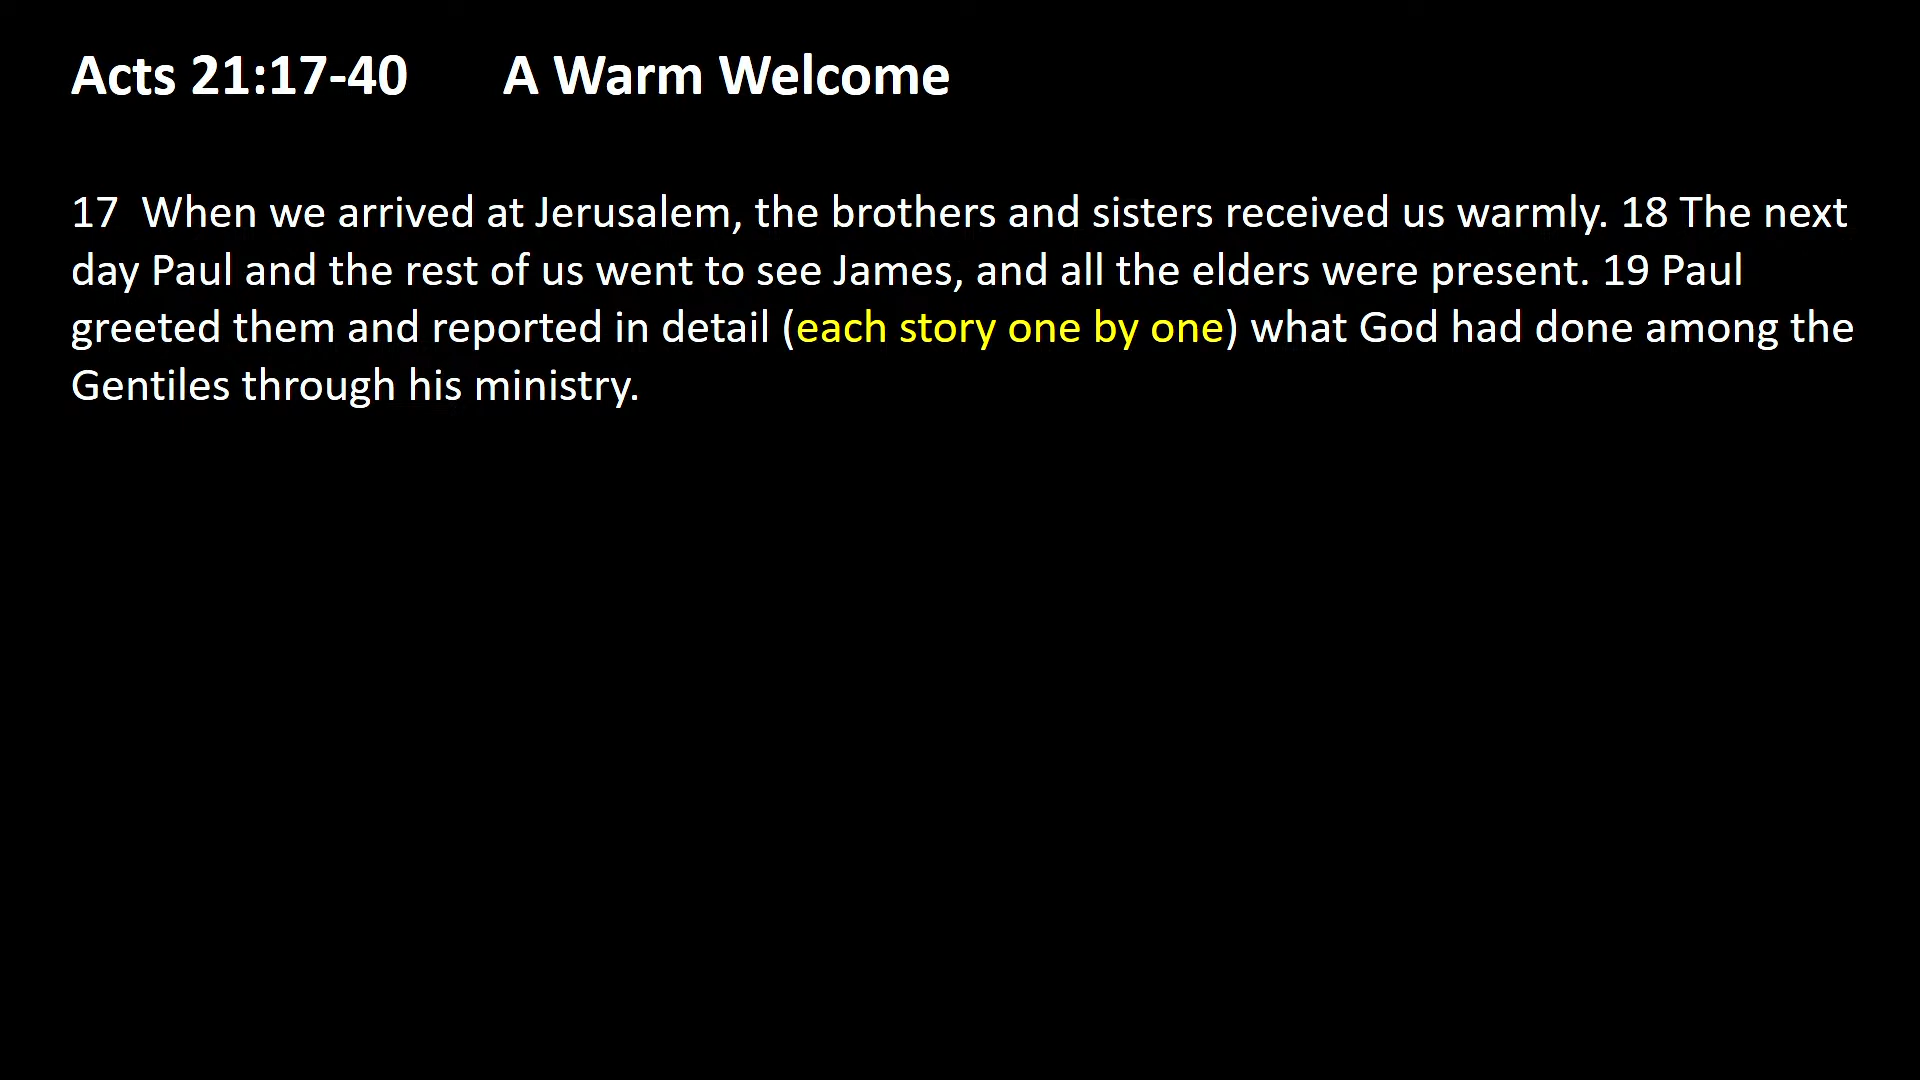 Acts 21:17-40 A Warm Welcome
17 When we arrived at Jerusalem, the brothers and sisters received us warmly. 18 The next
day Paul and the rest of us went to see James, and all the elders were present. 19 Paul
greeted them and reported in detail (each story one by one) what God had done among the
Gentiles through his ministry.